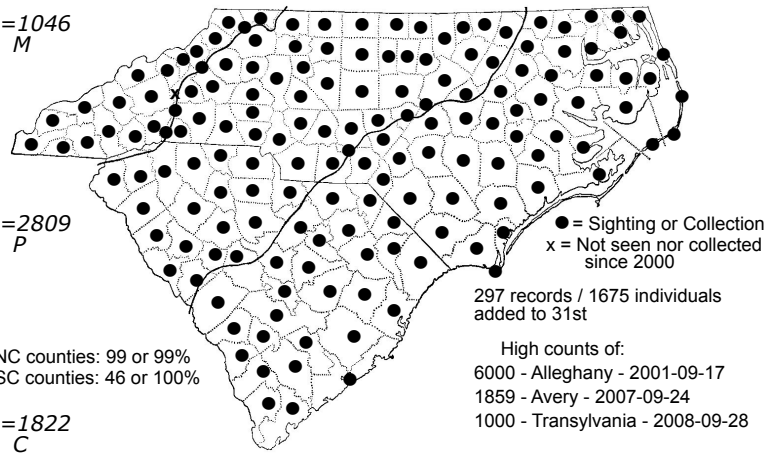 =1046
M
x
=2809
P
● = Sighting or Collection
x = Not seen nor collected
since 2000
297 records / 1675 individuals
added to 31st
NC counties: 99 or 99%
SC counties: 46 or 100%
High counts of:
6000 - Alleghany - 2001-09-17
1859 - Avery - 2007-09-24
1000 - Transylvania - 2008-09-28
=1822
C